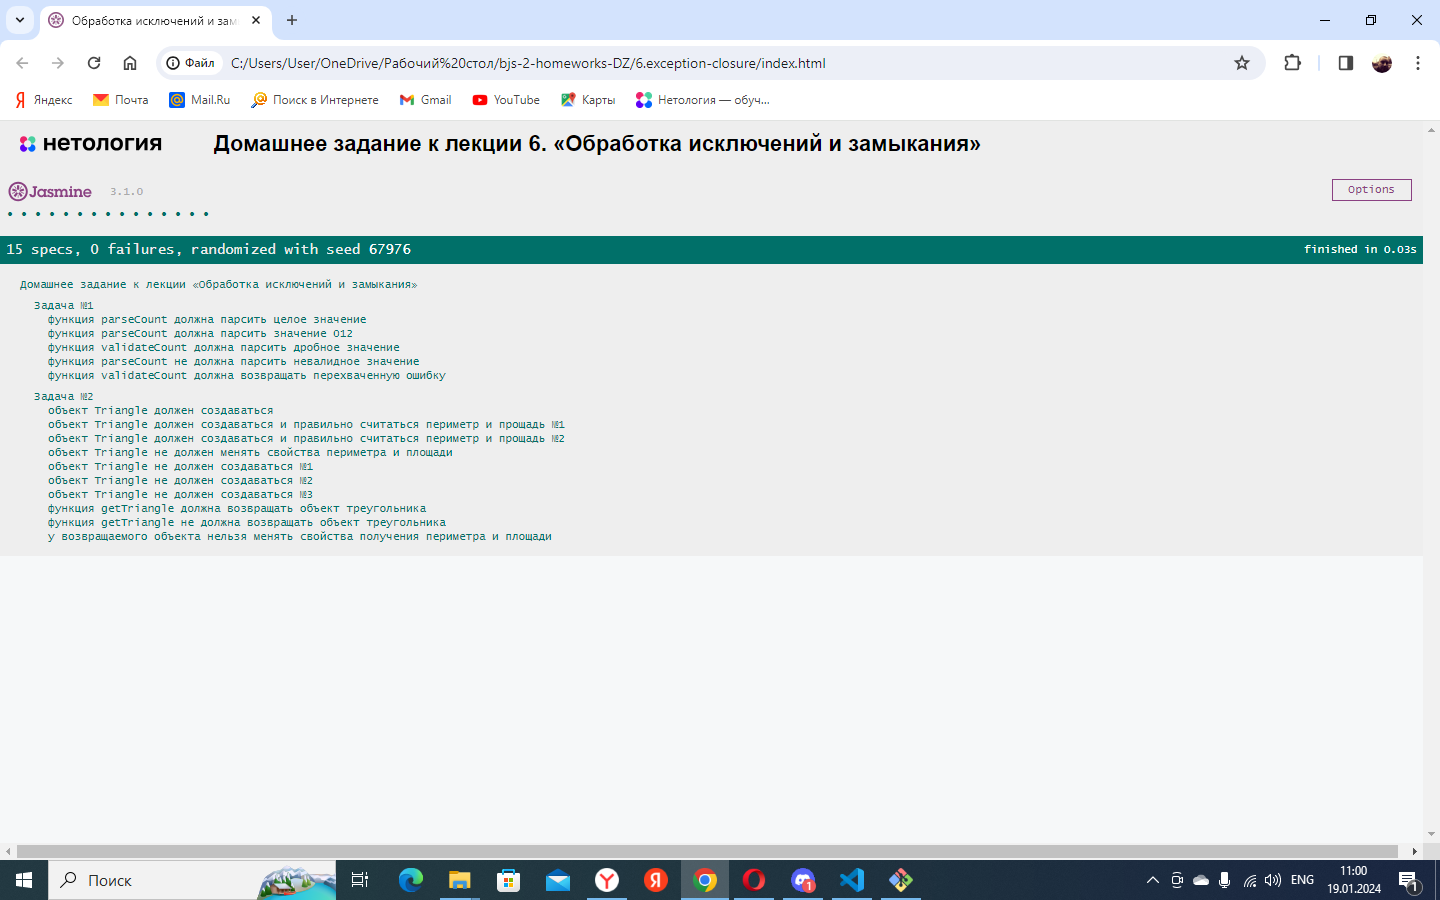 Обработка исключений и зам
Файл
C:/Users/User/OneDrive/Рабочий%20стол/bjs-2-homeworks-DZ/6.exception-closure/index.html
Яндекс Почта Mail.Ru Поиск в Интернете Gmail YouTube Карты Нетология — обуч...
нетология
Домашнее задание к лекции 6. «Обработка исключений и замыкания»
Jasmine 3.1.0
Options
15 specs, 0 failures, randomized with seed 67976
finished in 0.03s
Домашнее задание к лекции «Обработка исключений и замыкания»
Задача №1
функция parseCount должна парсить целое значение
функция parseCount должна парсить значение 012
функция validateCount должна парсить дробное значение
функция parseCount не должна парсить невалидное значение
функция validateCount должна возвращать перехваченную ошибку
Задача №2
объект Triangle должен создаваться
объект Triangle должен создаваться и правильно считаться периметр и прощадь №1
объект Triangle должен создаваться и правильно считаться периметр и прощадь №2
объект Triangle не должен менять свойства периметра и площади
объект Triangle не должен создаваться №1
объект Triangle не должен создаваться №2
объект Triangle не должен создаваться №3
функция getTriangle должна возвращать объект треугольника
функция getTriangle не должна возвращать объект треугольника
у возвращаемого объекта нельзя менять свойства получения периметра и площади
Поиск
1
ENG
11:00
19.01.2024
1